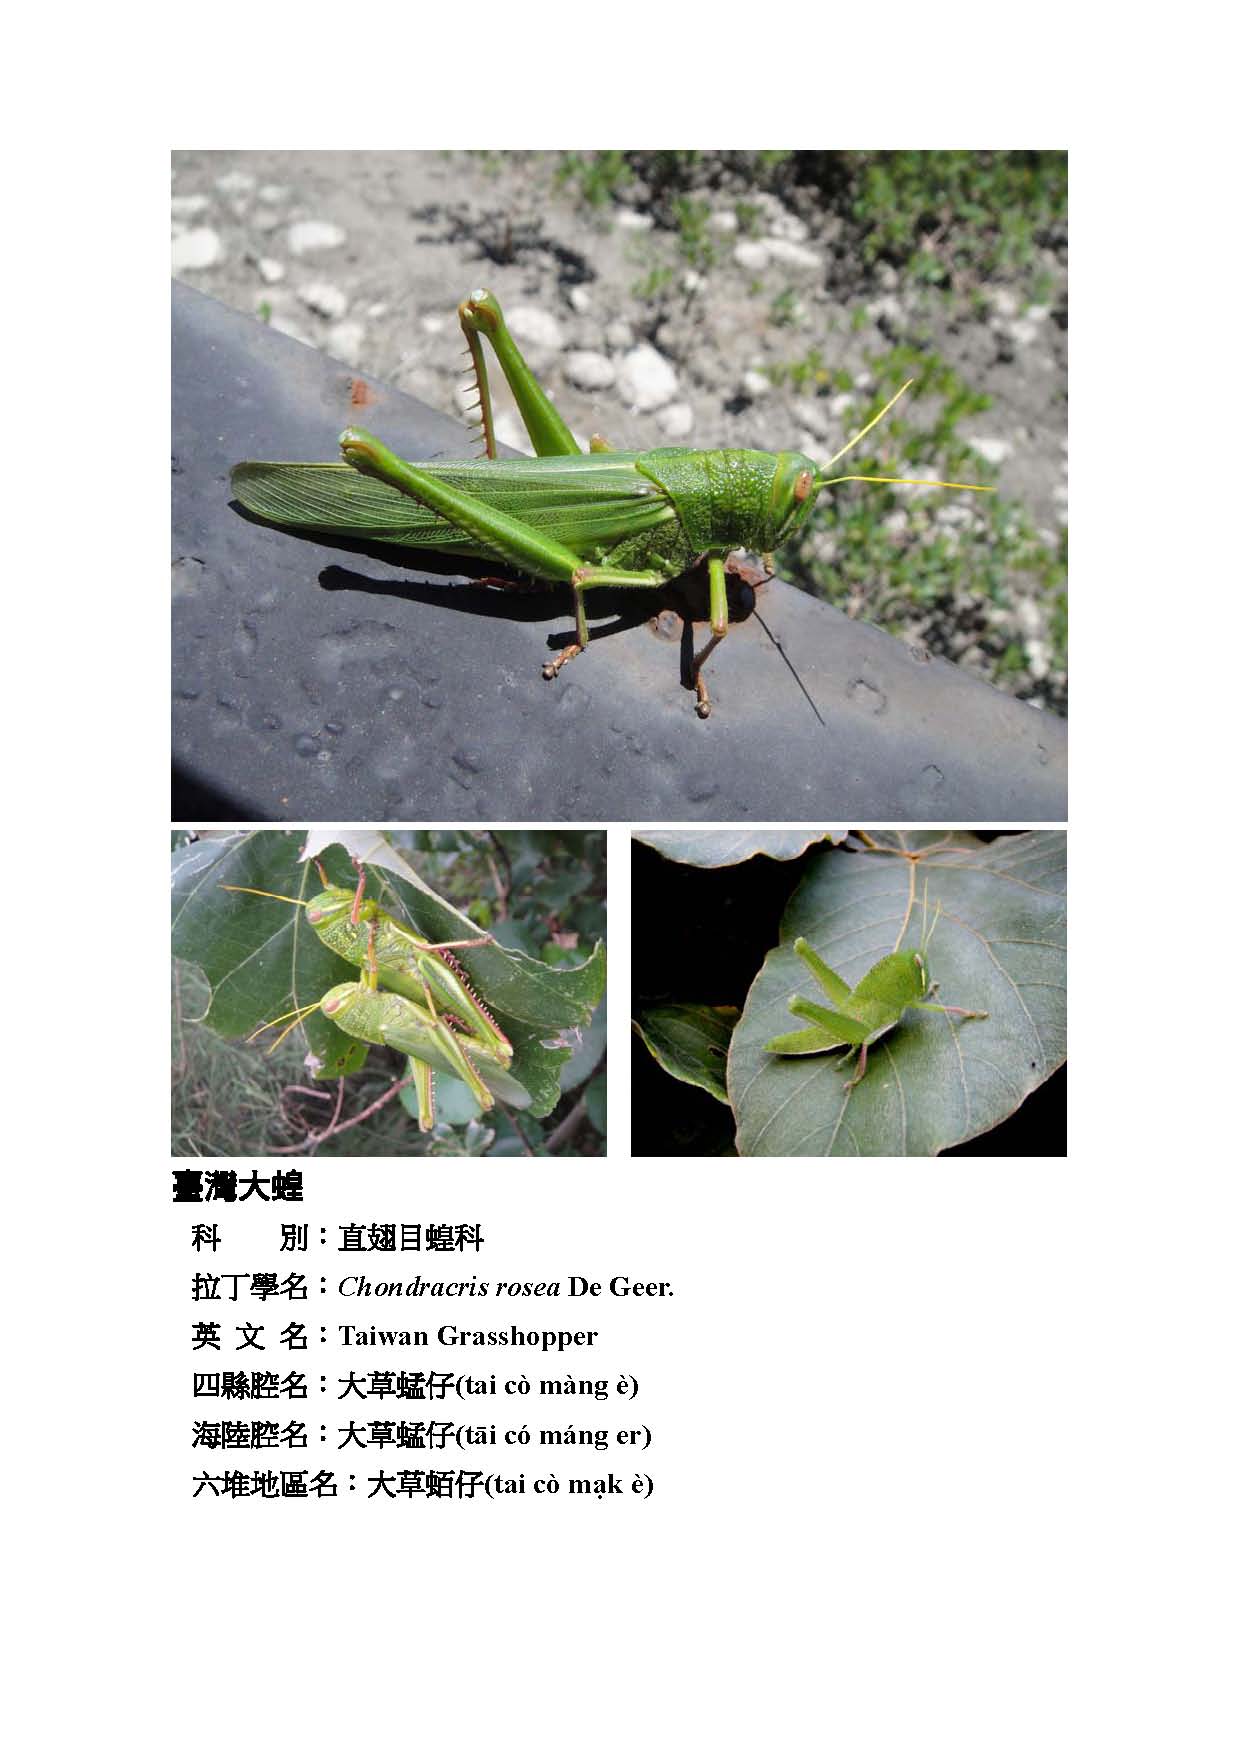 臺灣大蝗
科　　別：直翅目蝗科
拉丁學名：Chondracris rosea De Geer.
英 文 名：Taiwan Grasshopper
四縣腔名：大草蜢仔(tai cò màng è)
海陸腔名：大草蜢仔(tāi có máng er)
六堆地區名：大草蛨仔(tai cò mạk è)